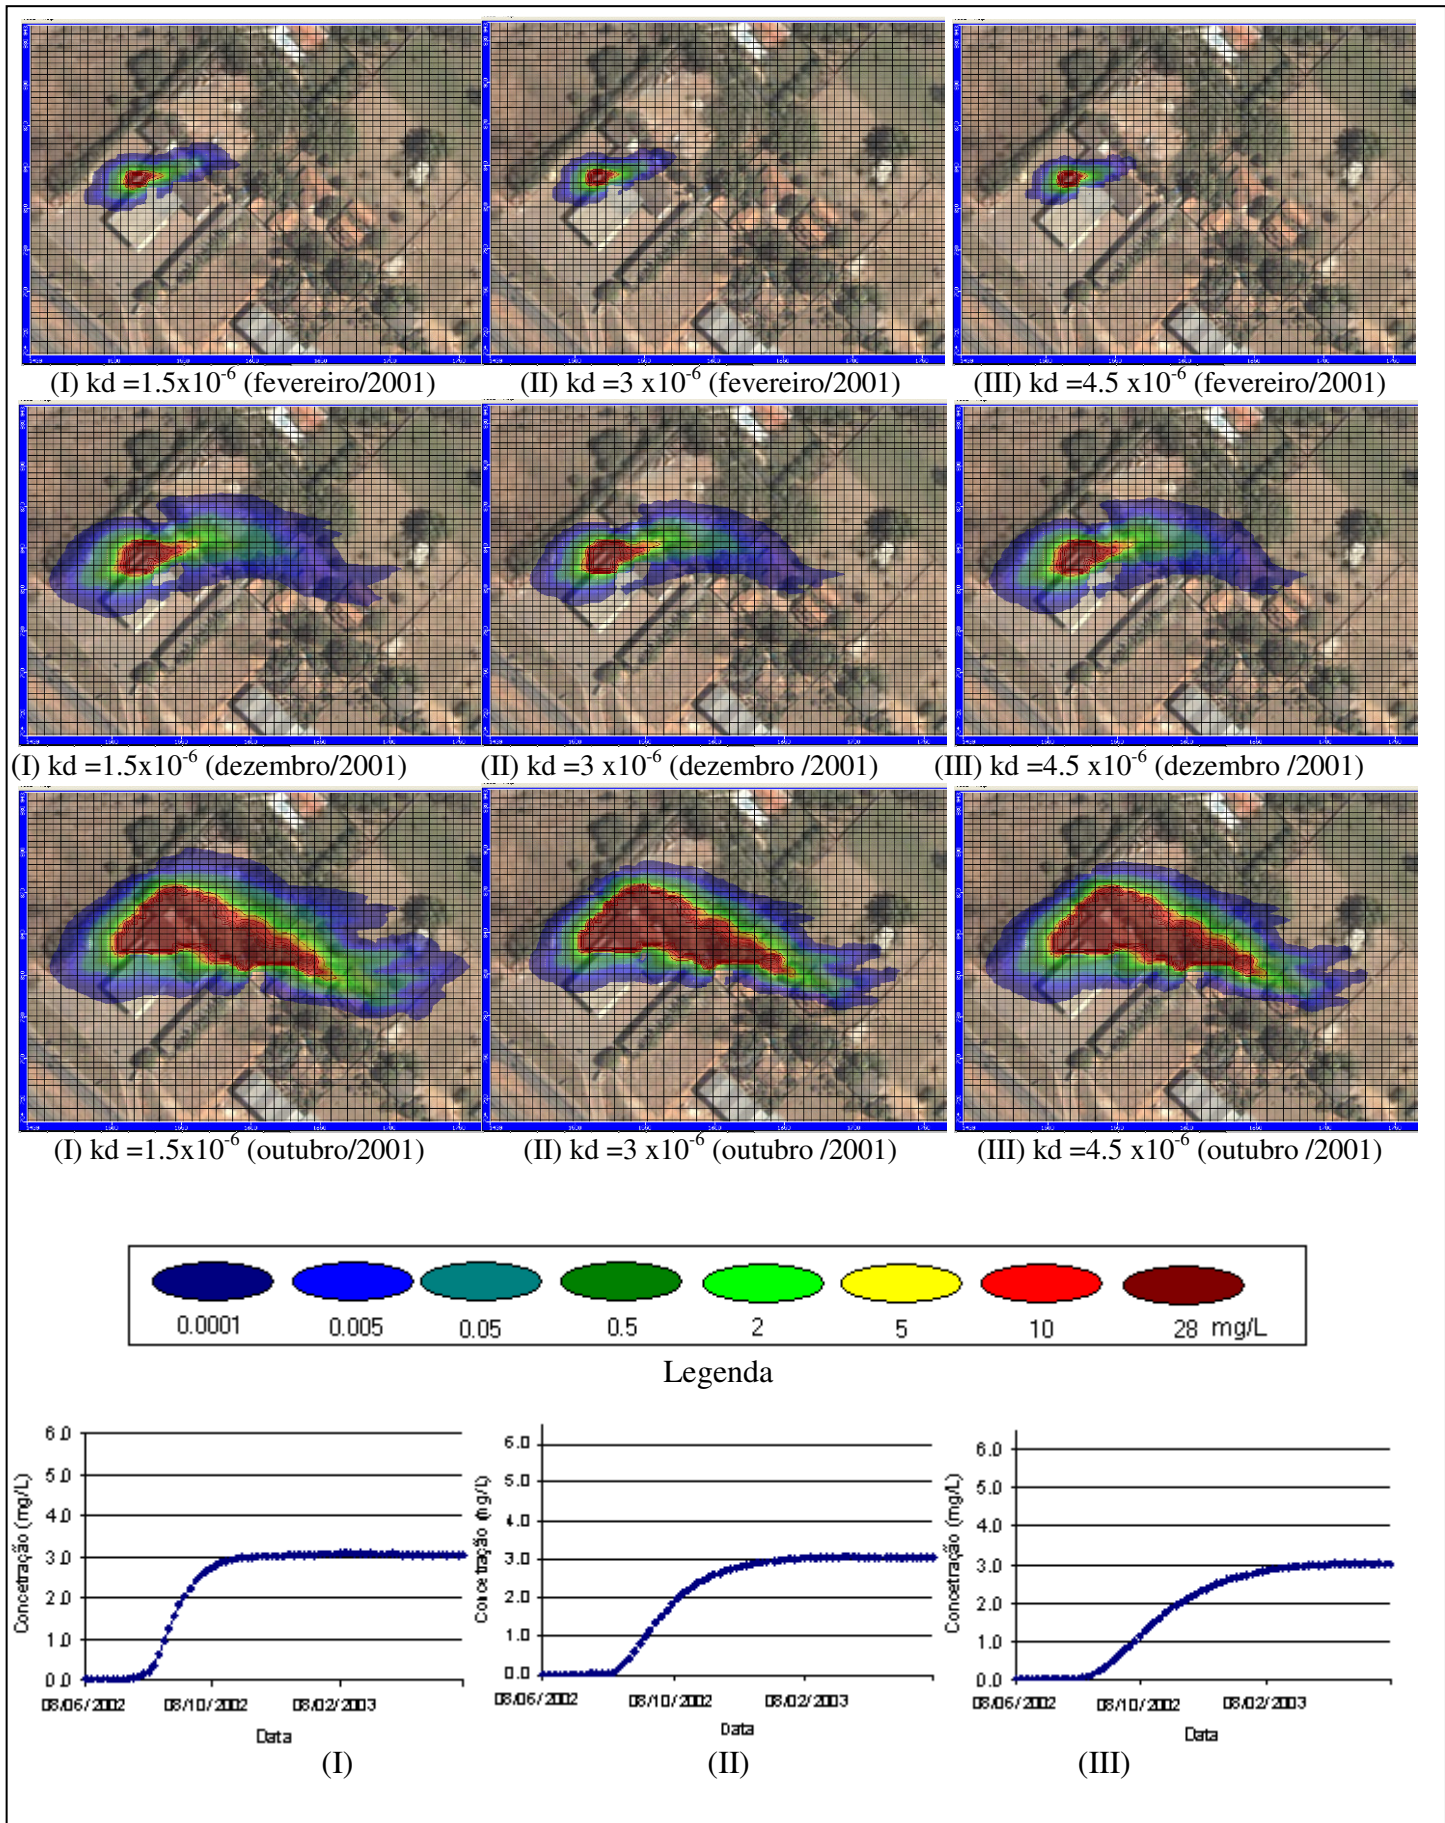 (I) kd =1.5x10⁻⁶ (fevereiro/2001)
(II) kd =3 x10⁻⁶ (fevereiro/2001)
(III) kd =4.5 x10⁻⁶ (fevereiro/2001)
(I) kd =1.5x10⁻⁶ (dezembro/2001)
(II) kd =3 x10⁻⁶ (dezembro /2001)
(III) kd =4.5 x10⁻⁶ (dezembro /2001)
(I) kd =1.5x10⁻⁶ (outubro/2001)
(II) kd =3 x10⁻⁶ (outubro /2001)
(III) kd =4.5 x10⁻⁶ (outubro /2001)
0.0001 0.005 0.05 0.5 2 5 10 28 mg/L
Legenda
Concetração (mg/L)
6.0
5.0
4.0
3.0
2.0
1.0
0.0
08/06/2002 08/10/2002 08/02/2003
Data
(I)
Concetração (mg/L)
6.0
5.0
4.0
3.0
2.0
1.0
0.0
08/06/2002 08/10/2002 08/02/2003
Data
(II)
Concetração (mg/L)
6.0
5.0
4.0
3.0
2.0
1.0
0.0
08/06/2002 08/10/2002 08/02/2003
Data
(III)